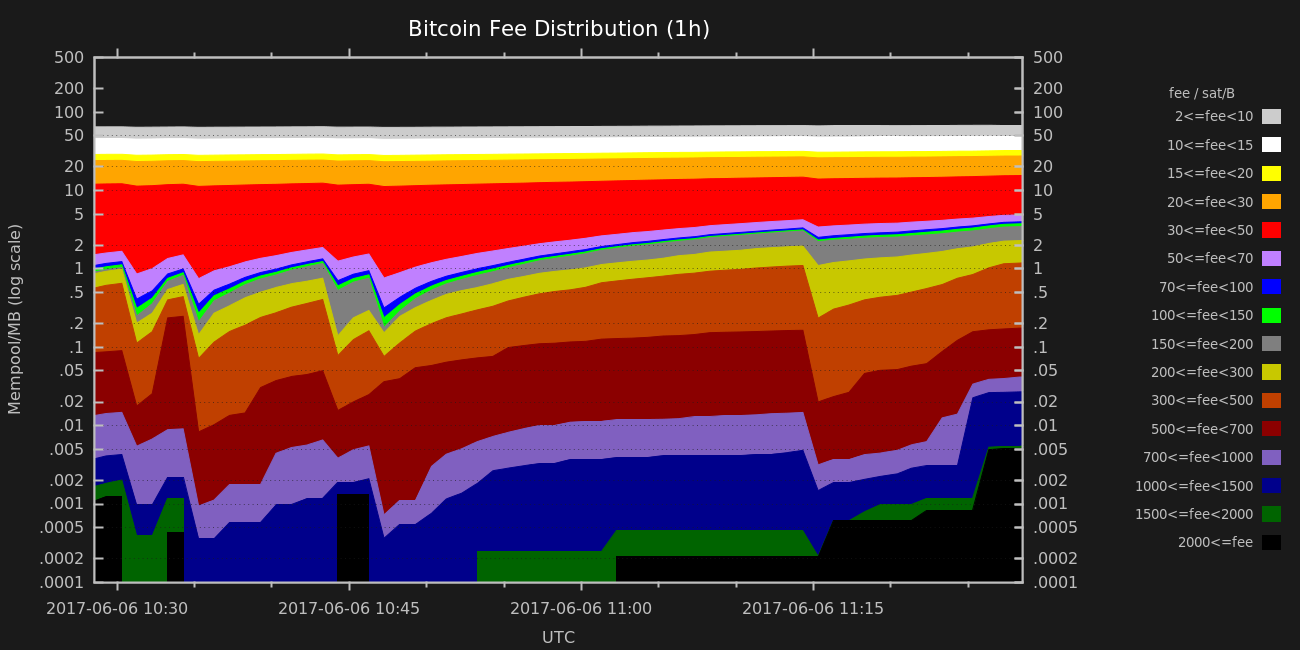 Bitcoin Fee Distribution (1h)
Mempool/MB (log scale)
500
200
100
50
20
10
5
2
1
.5
.2
.1
.05
.02
.01
.005
.002
.001
.0005
.0002
.0001
500
200
100
50
20
10
5
2
1
.5
.2
.1
.05
.02
.01
.005
.002
.001
.0005
.0002
.0001
fee / sat/B
2<=fee<10
10<=fee<15
15<=fee<20
20<=fee<30
30<=fee<50
50<=fee<70
70<=fee<100
100<=fee<150
150<=fee<200
200<=fee<300
300<=fee<500
500<=fee<700
700<=fee<1000
1000<=fee<1500
1500<=fee<2000
2000<=fee
2017-06-06 10:30 2017-06-06 10:45 2017-06-06 11:00 2017-06-06 11:15
UTC